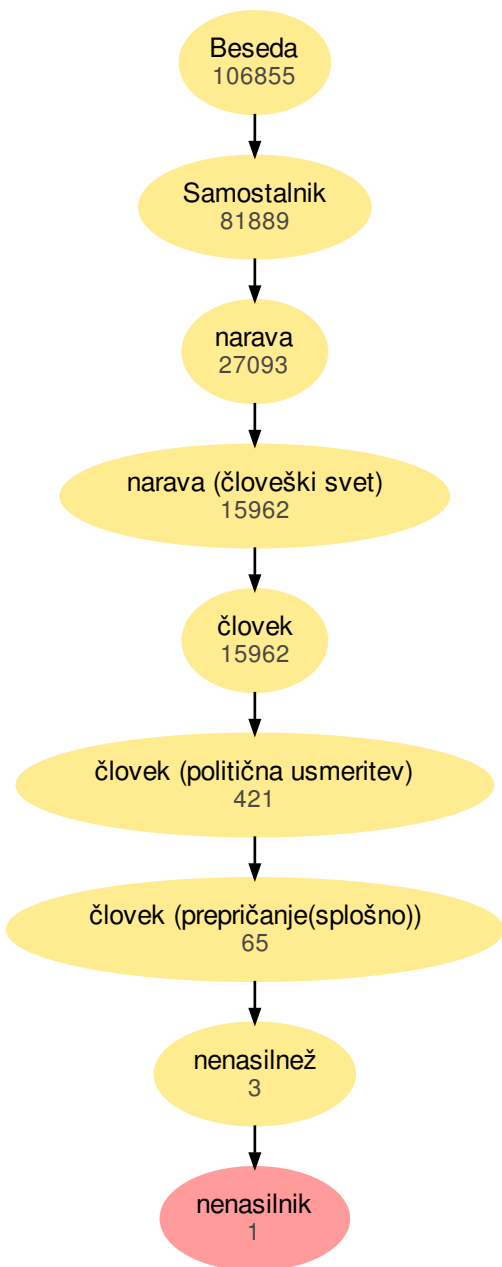 Beseda
106855
Samostalnik
81889
narava
27093
narava (človeški svet)
15962
človek
15962
človek (politična usmeritev)
421
človek (prepričanje(splošno))
65
nenasilnež
3
nenasilnik
1